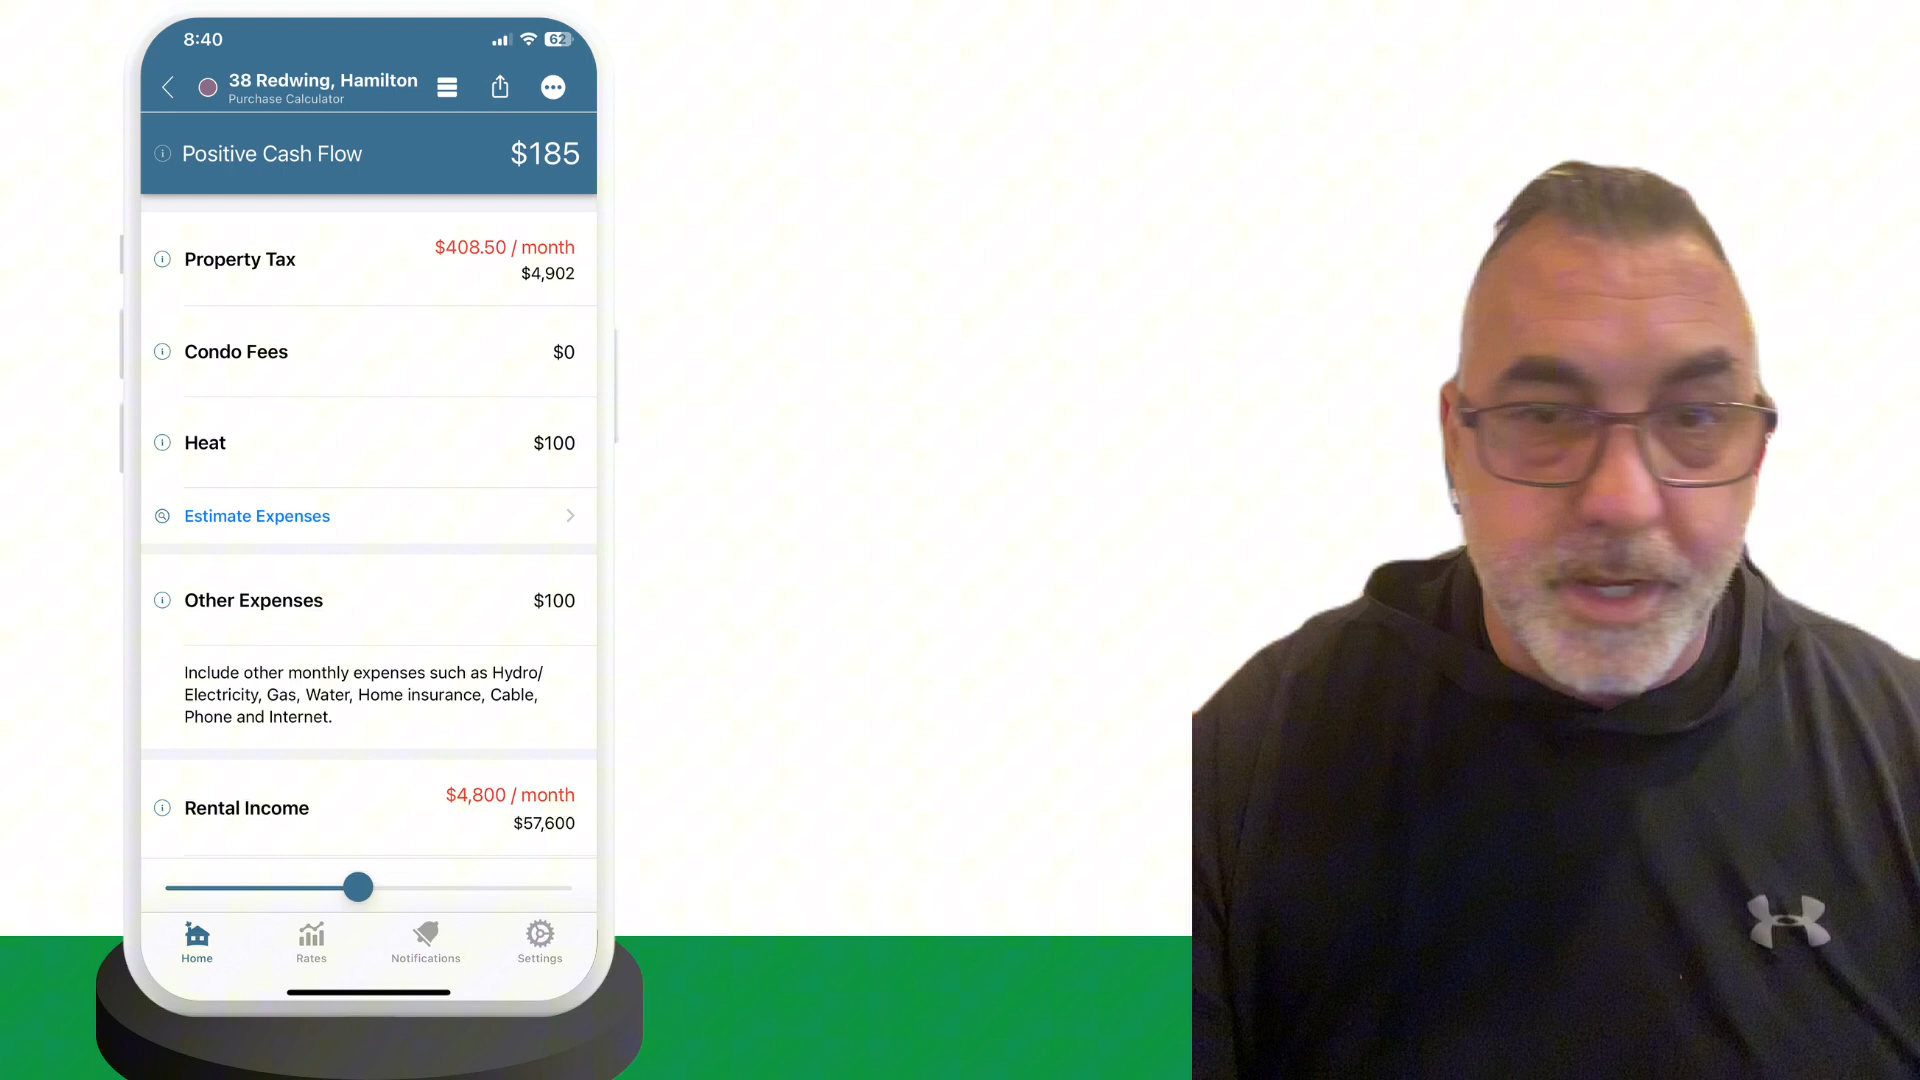 8:40
62
38 Redwing, Hamilton
Purchase Calculator
Positive Cash Flow $185
Property Tax $408.50 / month
$4,902
Condo Fees $0
Heat $100
Estimate Expenses
Other Expenses $100
Include other monthly expenses such as Hydro/
Electricity, Gas, Water, Home insurance, Cable,
Phone and Internet.
Rental Income $4,800 / month
$57,600
Home Rates Notifications Settings